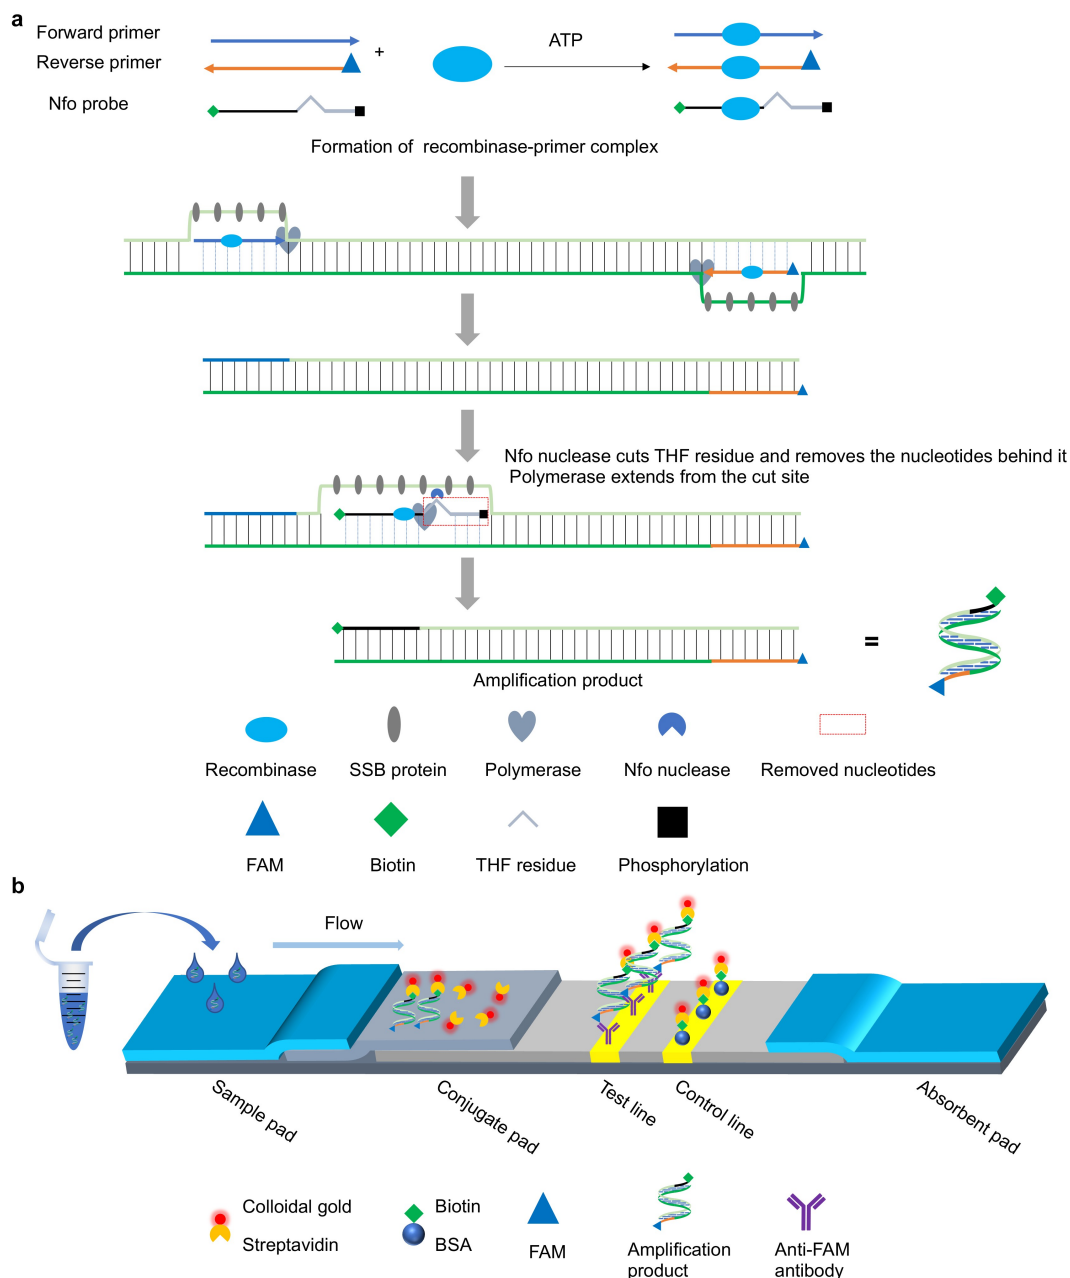 a
Forward primer
Reverse primer
+
ATP
Nfo probe
Formation of recombinase-primer complex
Nfo nuclease cuts THF residue and removes the nucleotides behind it
Polymerase extends from the cut site
=
Amplification product
Recombinase
SSB protein
Polymerase
Nfo nuclease
Removed nucleotides
FAM
Biotin
THF residue
Phosphorylation
b
Flow
Sample pad
Conjugate pad
Test line
Control line
Absorbent pad
Colloidal gold
Streptavidin
Biotin
BSA
FAM
Amplification
product
Anti-FAM
antibody